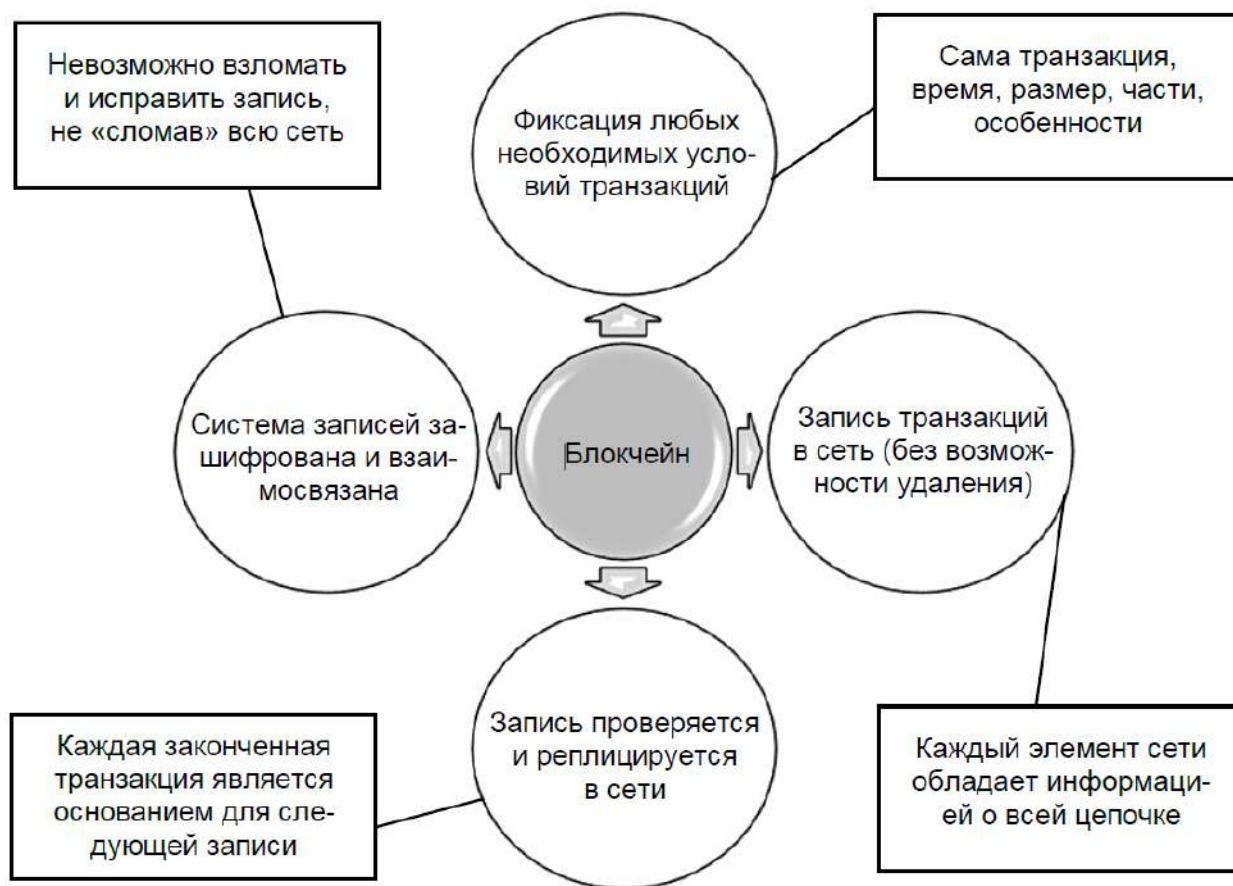 Невозможно взломать
и исправить запись,
не «сломав» всю сеть
Фиксация любых
необходимых усло-
вий транзакций
Сама транзакция,
время, размер, части,
особенности
Система записей за-
шифрована и взаи-
мосвязана
Блокчейн
Запись транзакций
в сеть (без возмож-
ности удаления)
Каждая законченная
транзакция является
основанием для сле-
дующей записи
Запись проверяется
и реплицируется
в сети
Каждый элемент сети
обладает информаци-
ей о всей цепочке